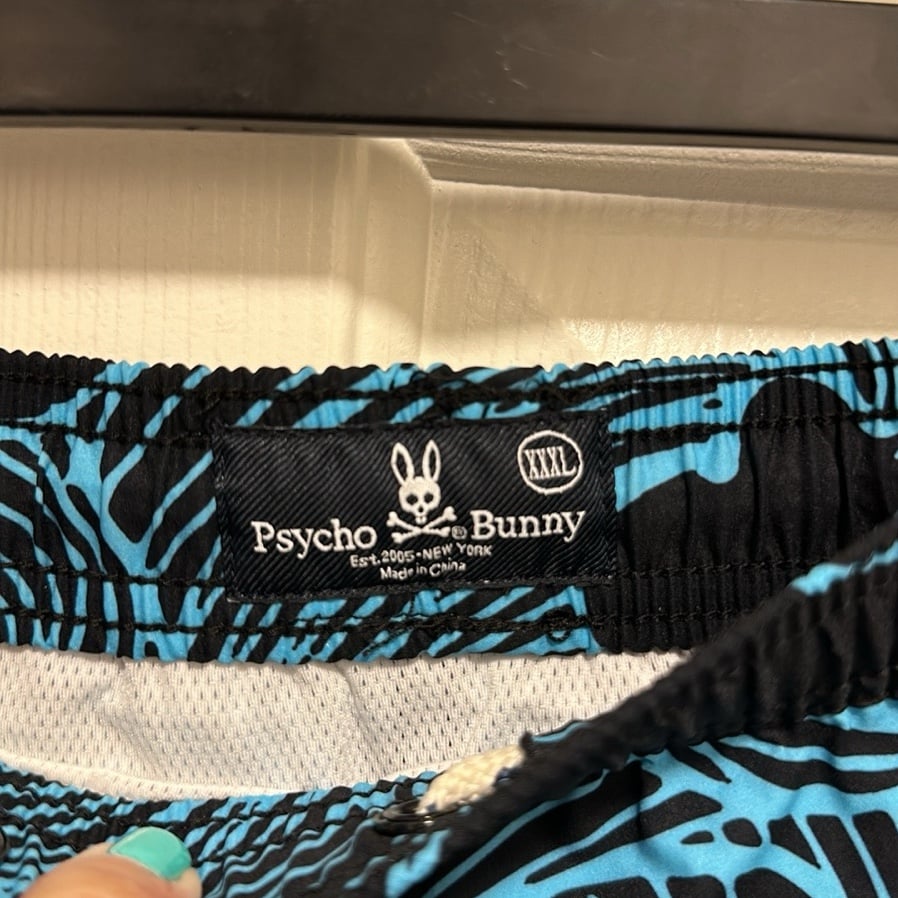 XXXL
Psycho ® Bunny
Est.2005•NEW YORK
Made in China